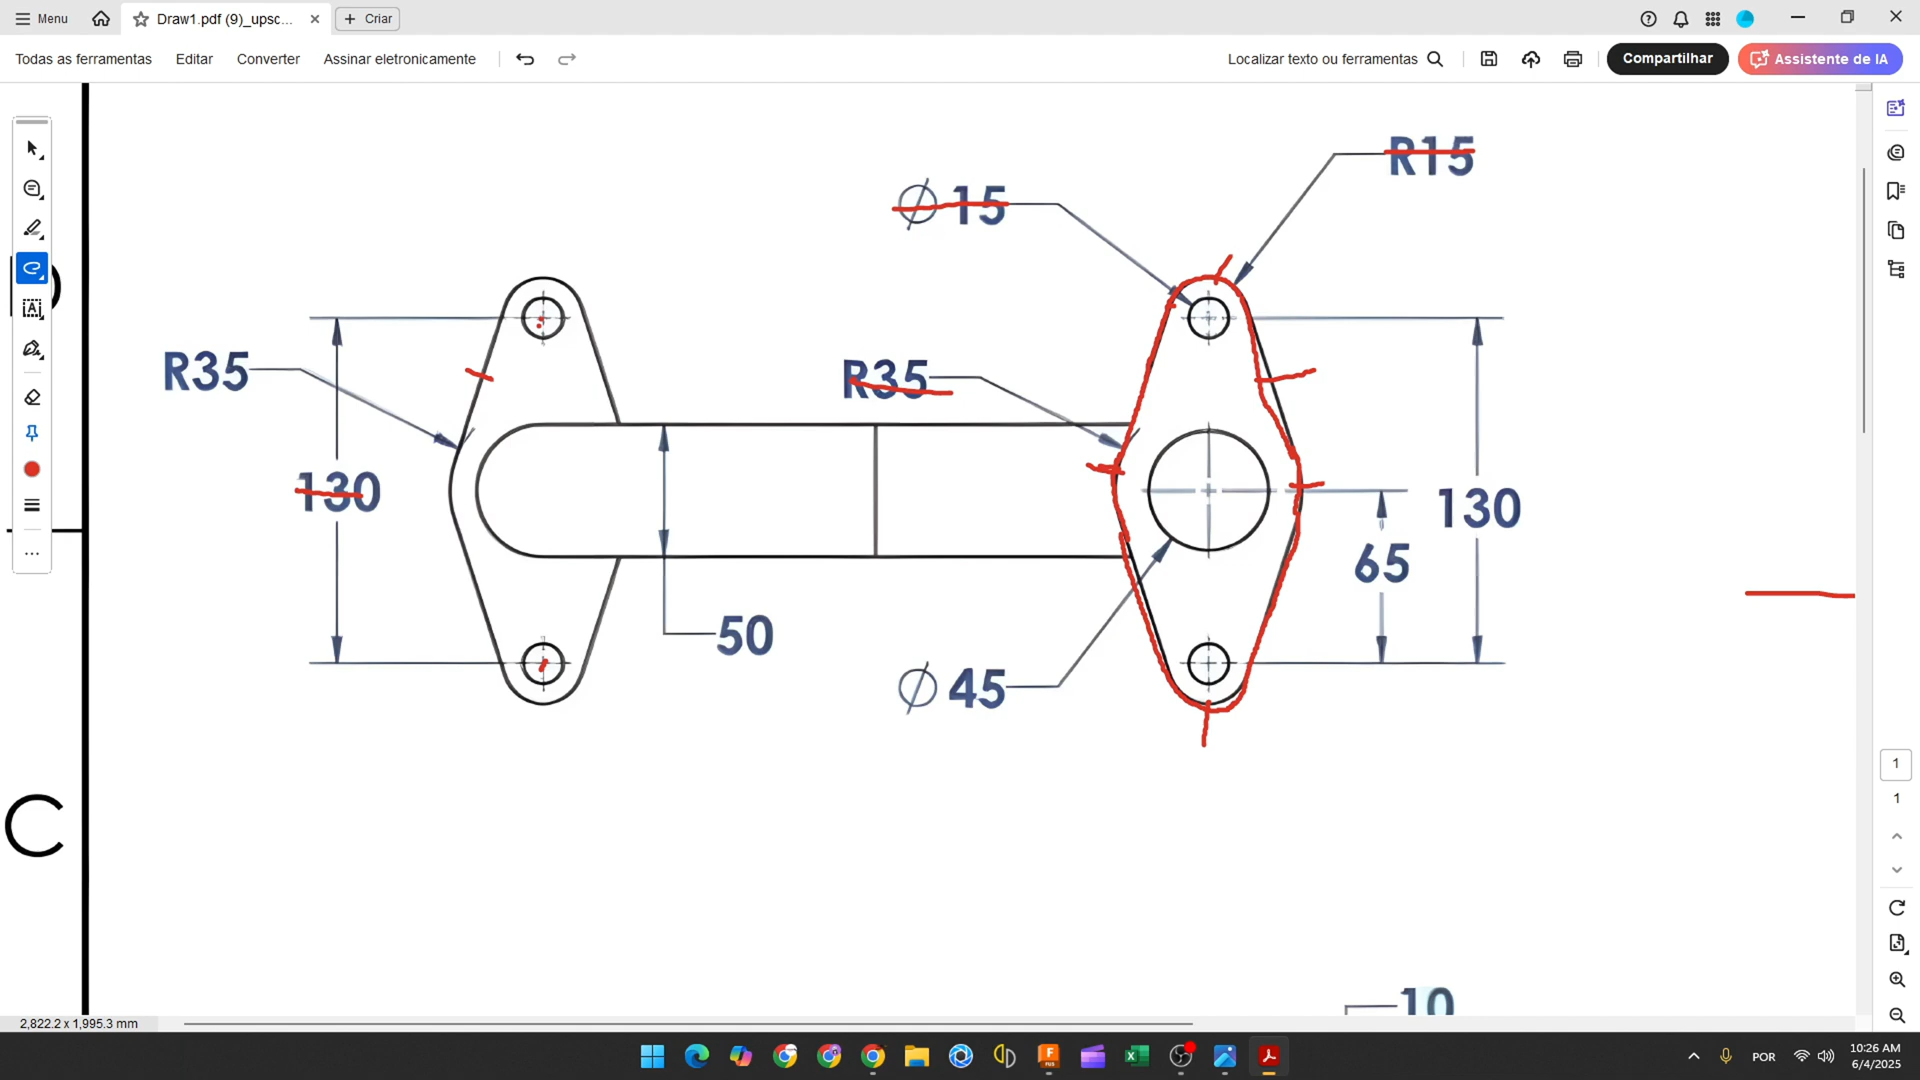 Menu
Draw1.pdf (9)_upsc...
Criar
Todas as ferramentas
Editar
Converter
Assinar eletronicamente
Localizar texto ou ferramentas
Compartilhar
Assistente de IA
R15
Ø 15
R35
R35
130
130
65
50
Ø 45
C
10
1
1
2,822.2 x 1,995.3 mm
POR
10:26 AM
6/4/2025